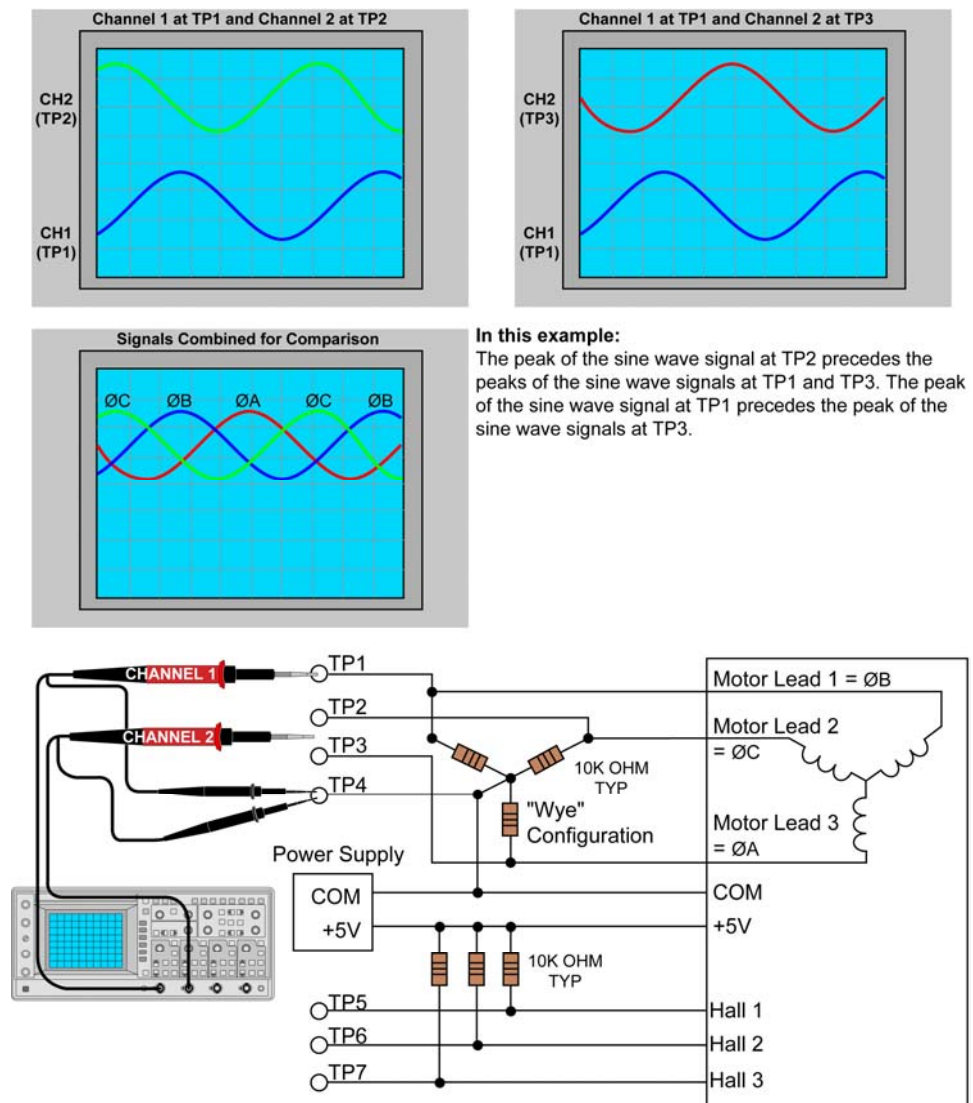 Channel 1 at TP1 and Channel 2 at TP2
CH2
(TP2)
CH1
(TP1)
Channel 1 at TP1 and Channel 2 at TP3
CH2
(TP3)
CH1
(TP1)
Signals Combined for Comparison
ØC ØB ØA ØC ØB
In this example:
The peak of the sine wave signal at TP2 precedes the
peaks of the sine wave signals at TP1 and TP3. The peak
of the sine wave signal at TP1 precedes the peak of the
sine wave signals at TP3.
CHANNEL 1
TP1
Motor Lead 1 = ØB
TP2
CHANNEL 2
Motor Lead 2
= ØC
TP3
10K OHM
TYP
TP4
"Wye"
Configuration
Motor Lead 3
= ØA
Power Supply
COM
+5V
COM
+5V
10K OHM
TYP
TP5
Hall 1
TP6
Hall 2
TP7
Hall 3